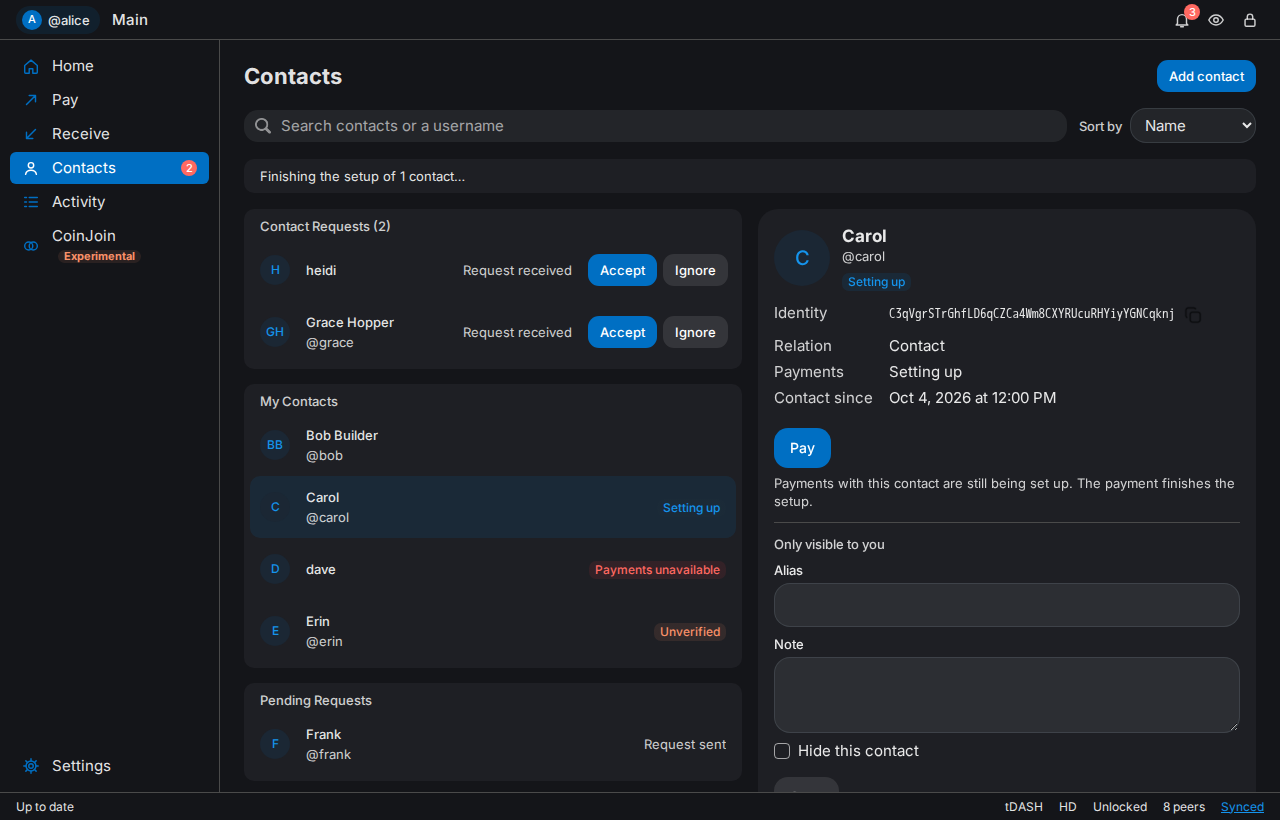 A @alice Main 3
Home
Pay
Receive
Contacts 2
Activity
CoinJoin
Experimental
Settings
Contacts
Add contact
Search contacts or a username
Sort by Name
Finishing the setup of 1 contact...
Contact Requests (2)
H heidi Request received Accept Ignore
GH Grace Hopper
@grace
Request received Accept Ignore
My Contacts
BB Bob Builder
@bob
C Carol
@carol
Setting up
D dave Payments unavailable
E Erin
@erin
Unverified
Pending Requests
F Frank
@frank
Request sent
C Carol
@carol
Setting up
Identity C3qVgrSTrGhfLD6qCZCa4Wm8CXYRUcuRHYiyYGNCqknj
Relation Contact
Payments Setting up
Contact since Oct 4, 2026 at 12:00 PM
Pay
Payments with this contact are still being set up. The payment finishes the
setup.
Only visible to you
Alias
Note
Hide this contact
Up to date
tDASH HD Unlocked 8 peers Synced